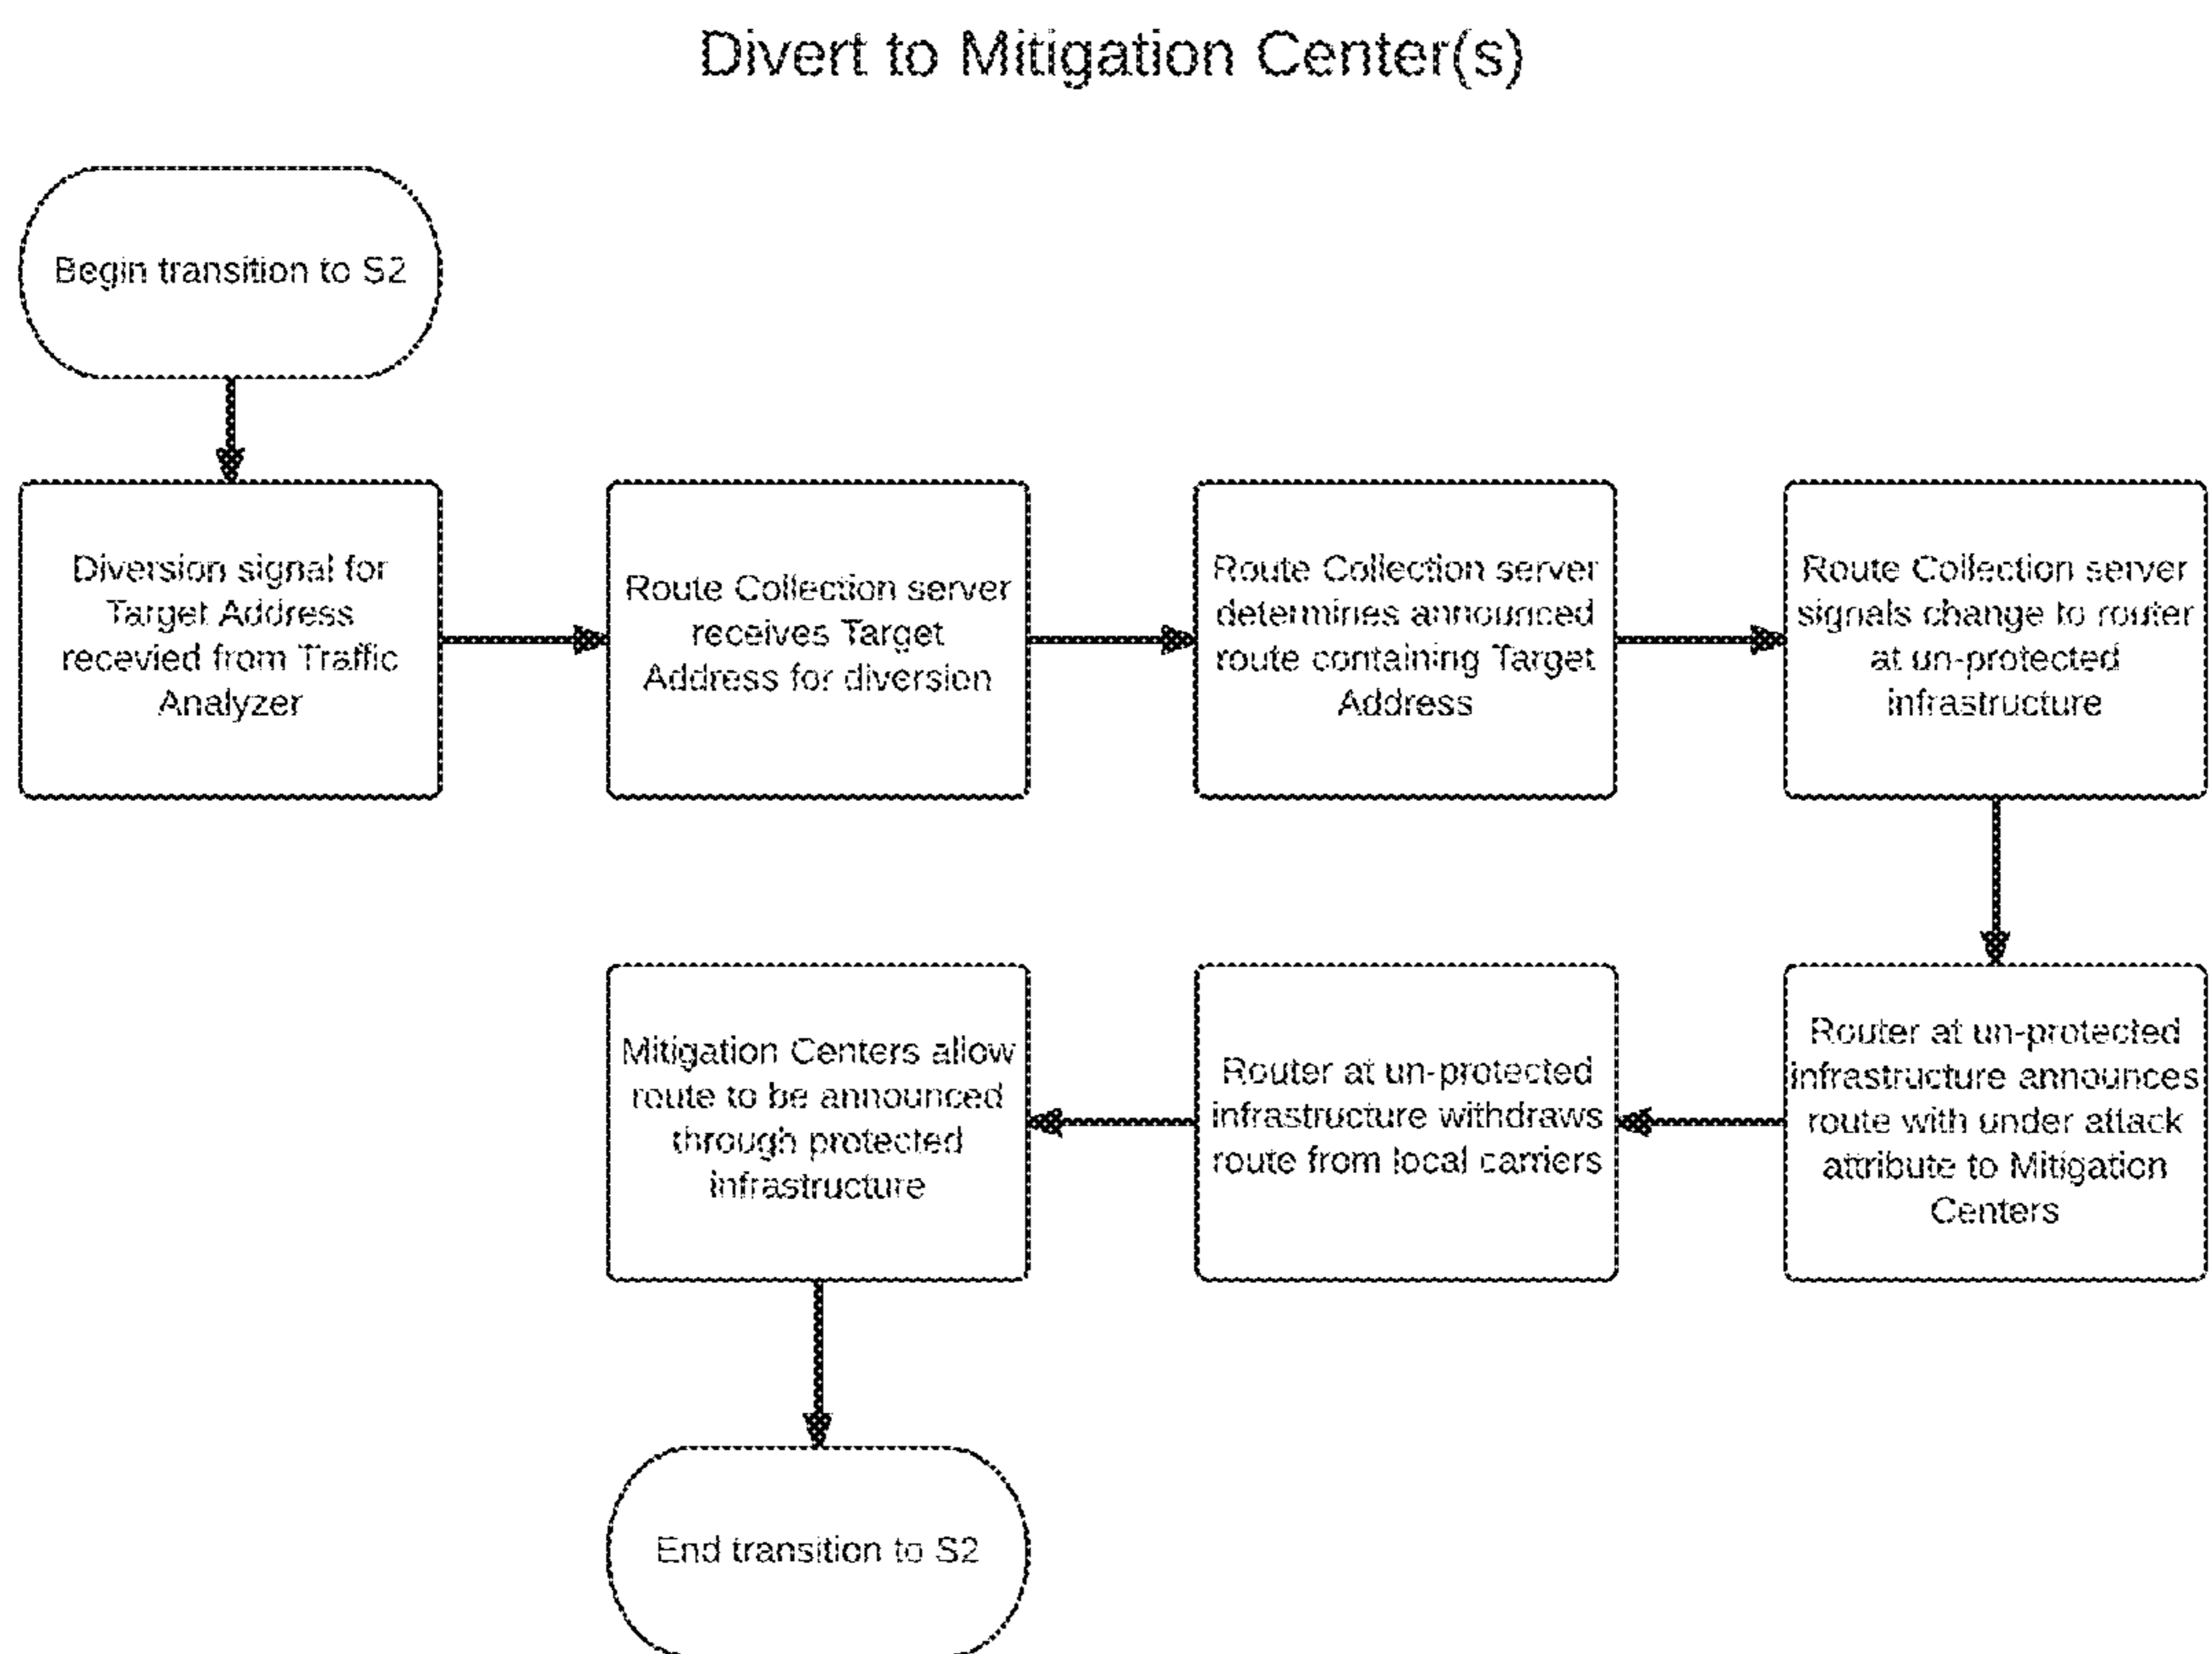 Divert to Mitigation Center(s)
Begin transition to S2
Diversion signal for
Target Address
recevied from Traffic
Analyzer
Route Collection server
receives Target
Address for diversion
Route Collection server
determines announced
route containing Target
Address
Route Collection server
signals change to router
at un-protected
infrastructure
Router at un-protected
infrastructure announces
route with under attack
attribute to Mitigation
Centers
Router at un-protected
infrastructure withdraws
route from local carriers
Mitigation Centers allow
route to be announced
through protected
infrastructure
End transition to S2